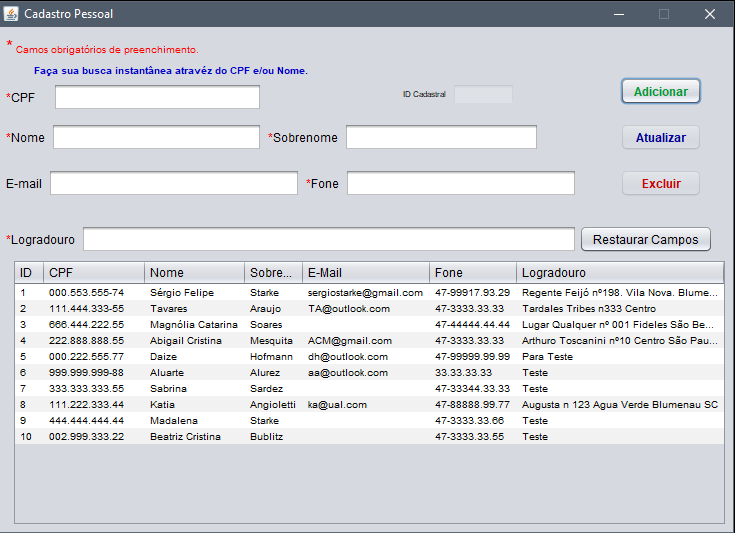 Cadastro Pessoal
* Camos obrigatórios de preenchimento.
Faça sua busca instantânea atravéz do CPF e/ou Nome.
*CPF ID Cadastral Adicionar
*Nome *Sobrenome Atualizar
E-mail *Fone Excluir
*Logradouro Restaurar Campos
ID CPF Nome Sobre... E-Mail Fone Logradouro
1 000.553.555-74 Sérgio Felipe Starke sergiostarke@gmail.com 47-99917.93.29 Regente Feijó nº198. Vila Nova. Blume...
2 111.444.333-55 Tavares Araujo TA@outlook.com 47-3333.33.33 Tardales Tribes n333 Centro
3 666.444.222.55 Magnólia Catarina Soares 47-44444.44.44 Lugar Qualquer nº 001 Fideles São Be...
4 222.888.888.55 Abigail Cristina Mesquita ACM@gmail.com 47-3333.33.33 Arthuro Toscanini nº10 Centro São Pau...
5 000.222.555.77 Daize Hofmann dh@outlook.com 47-99999.99.99 Para Teste
6 999.999.999-88 Aluarte Alurez aa@outlook.com 33.33.33.33 Teste
7 333.333.333.55 Sabrina Sardez 47-33344.33.33 Teste
8 111.222.333.44 Katia Angioletti ka@ual.com 47-88888.99.77 Augusta n 123 Agua Verde Blumenau SC
9 444.444.444.44 Madalena Starke 47-3333.33.66 Teste
10 002.999.333.22 Beatriz Cristina Bublitz 47-3333.33.55 Teste